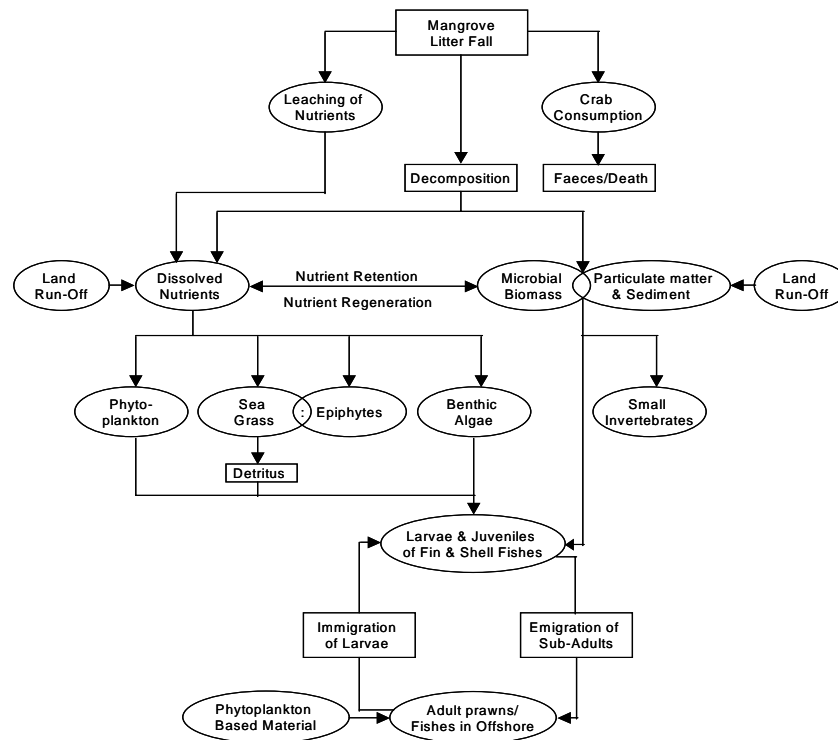 Mangrove
Litter Fall
Leaching of
Nutrients
Crab
Consumption
Decomposition
Faeces/Death
Land
Run-Off
Dissolved
Nutrients
Nutrient Retention
Nutrient Regeneration
Microbial
Biomass
Particulate matter
& Sediment
Land
Run-Off
Phyto-
plankton
Sea
Grass
:
Epiphytes
Benthic
Algae
Small
Invertebrates
Detritus
Larvae & Juveniles
of Fin & Shell Fishes
Immigration
of Larvae
Emigration of
Sub-Adults
Phytoplankton
Based Material
Adult prawns/
Fishes in Offshore